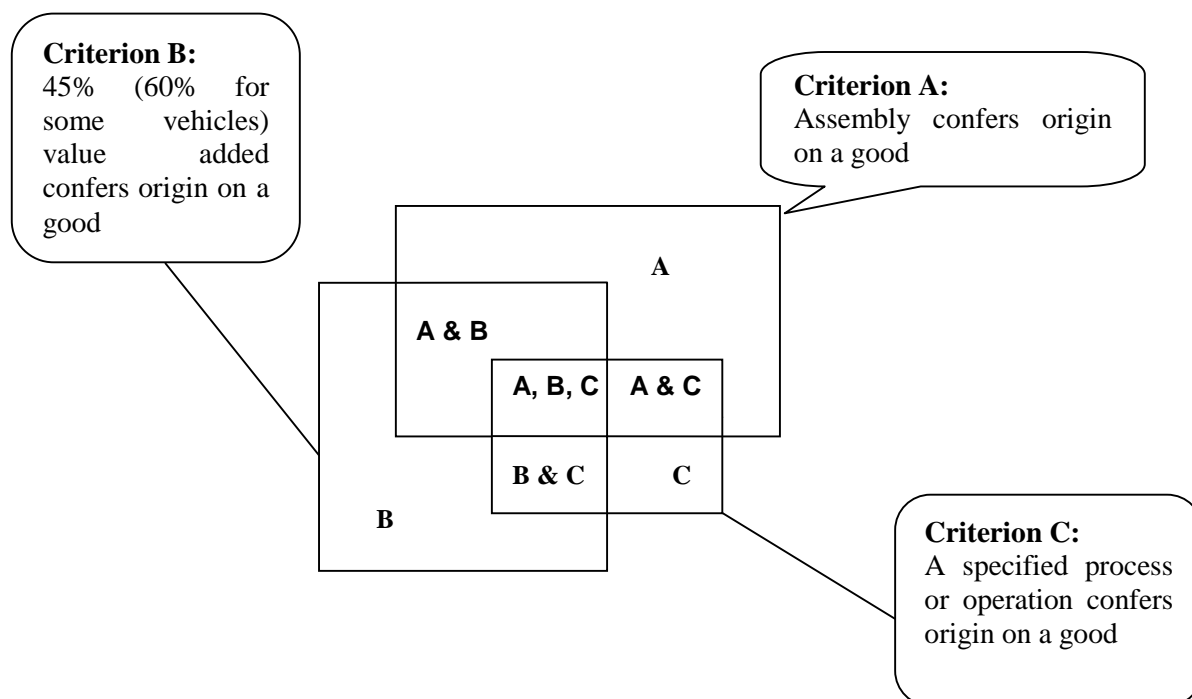 Criterion B:
45% (60% for
some vehicles)
value added
confers origin on a
good
Criterion A:
Assembly confers origin
on a good
A
A & B
A, B, C
A & C
B & C
C
B
Criterion C:
A specified process
or operation confers
origin on a good